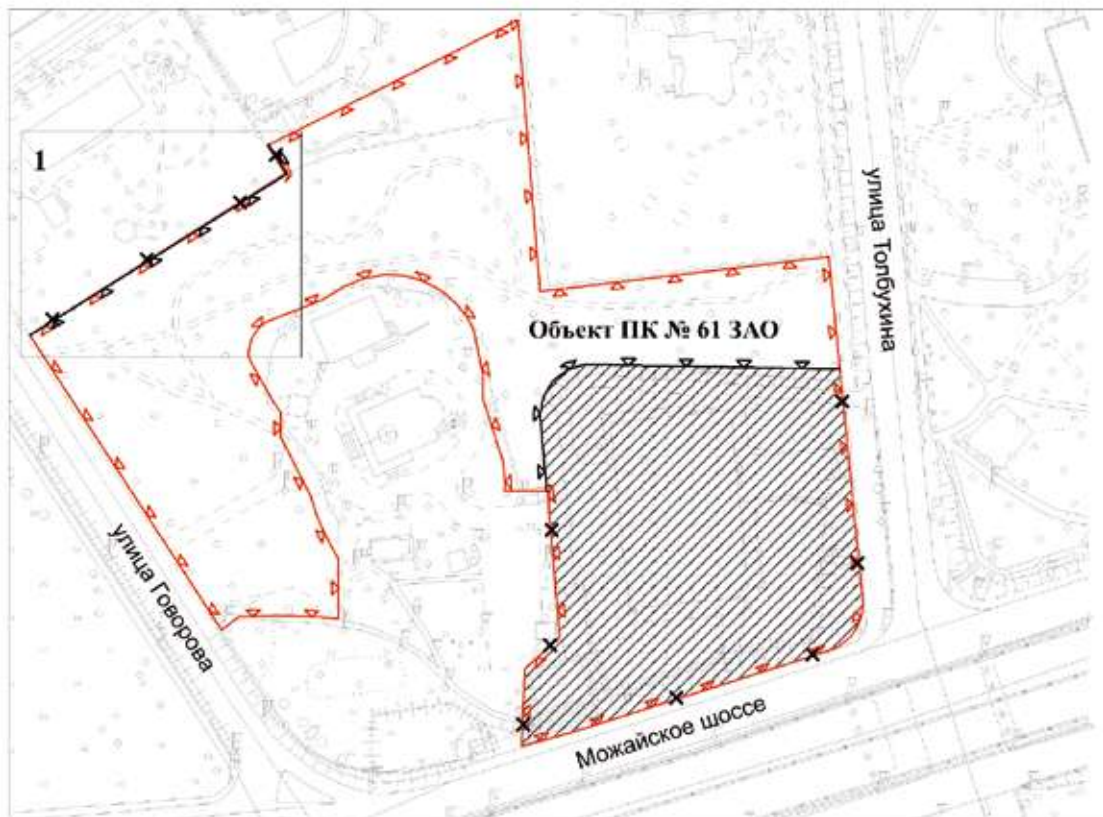 1
улица Толбухина
Объект ПК № 61 ЗАО
улица Говорова
Можайское шоссе